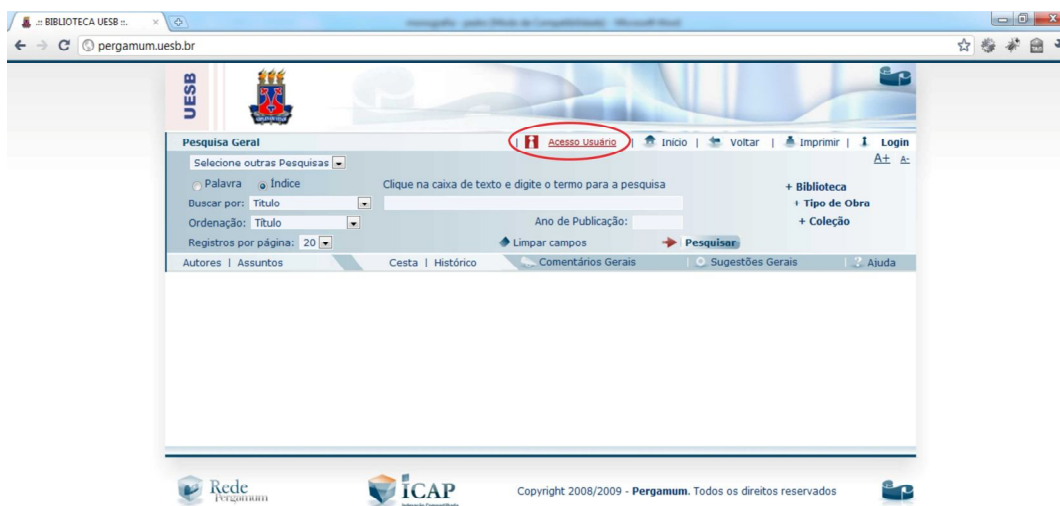 .:: BIBLIOTECA UESB ::.
pergamum.uesb.br
UESB
Pesquisa Geral | Acesso Usuário | Início | Voltar | Imprimir | Login
A+ A-
Selecione outras Pesquisas
Palavra Índice Clique na caixa de texto e digite o termo para a pesquisa + Biblioteca
Buscar por: Título + Tipo de Obra
Ordenação: Título Ano de Publicação: + Coleção
Registros por página: 20 Limpar campos Pesquisar
Autores | Assuntos Cesta | Histórico Comentários Gerais | Sugestões Gerais | Ajuda
Rede
Pergamum
ICAP
Copyright 2008/2009 - Pergamum. Todos os direitos reservados